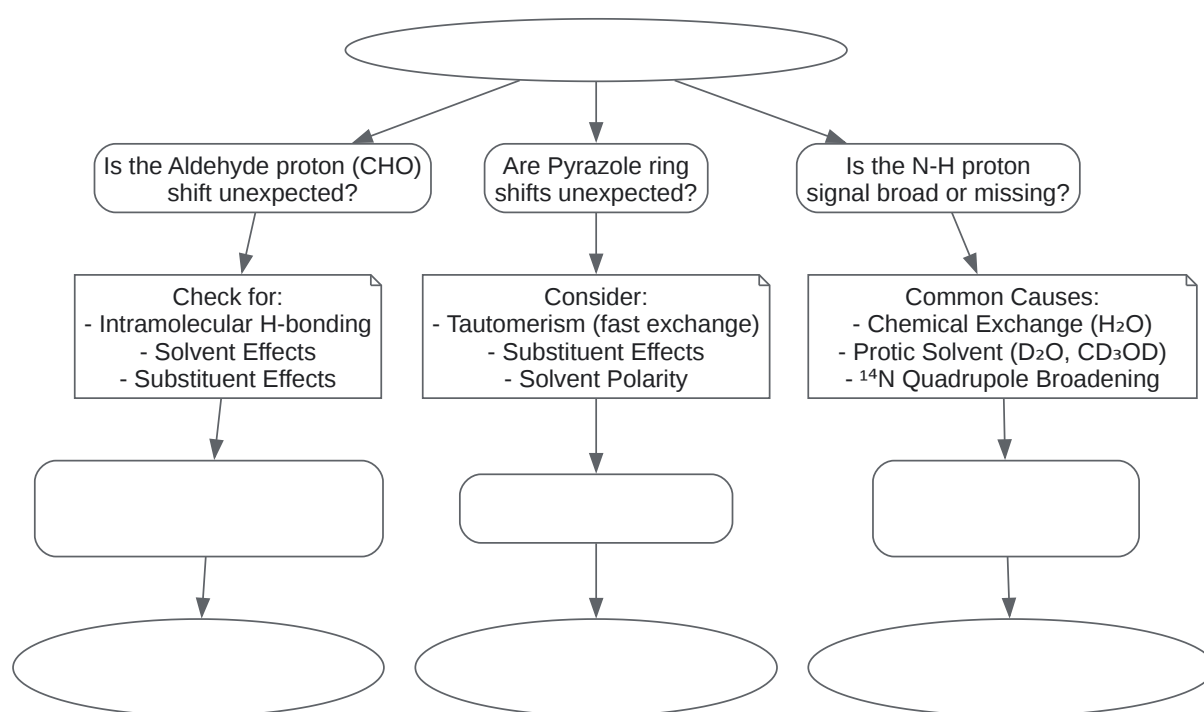 Is the Aldehyde proton (CHO)
shift unexpected?
Are Pyrazole ring
shifts unexpected?
Is the N-H proton
signal broad or missing?
Check for:
- Intramolecular H-bonding
- Solvent Effects
- Substituent Effects
Consider:
- Tautomerism (fast exchange)
- Substituent Effects
- Solvent Polarity
Common Causes:
- Chemical Exchange (H₂O)
- Protic Solvent (D₂O, CD₃OD)
- ¹⁴N Quadrupole Broadening